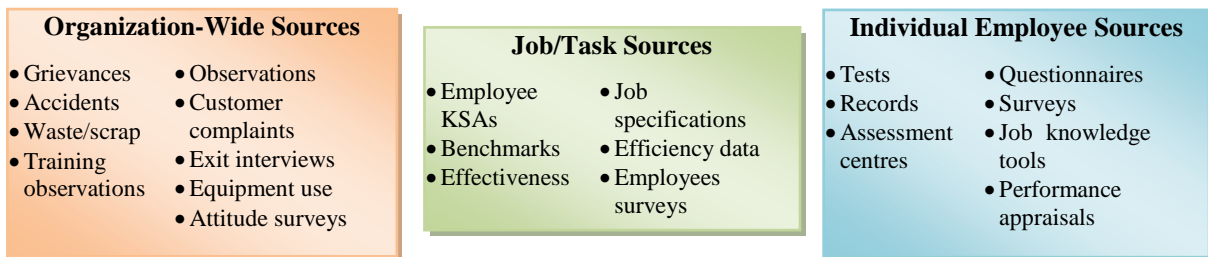 Organization-Wide Sources
• Grievances
• Accidents
• Waste/scrap
• Training
observations
• Observations
• Customer
complaints
• Exit interviews
• Equipment use
• Attitude surveys
Job/Task Sources
• Employee
KSAs
• Benchmarks
• Effectiveness
• Job
specifications
• Efficiency data
• Employees
surveys
Individual Employee Sources
• Tests
• Records
• Assessment
centres
• Questionnaires
• Surveys
• Job knowledge
tools
• Performance
appraisals